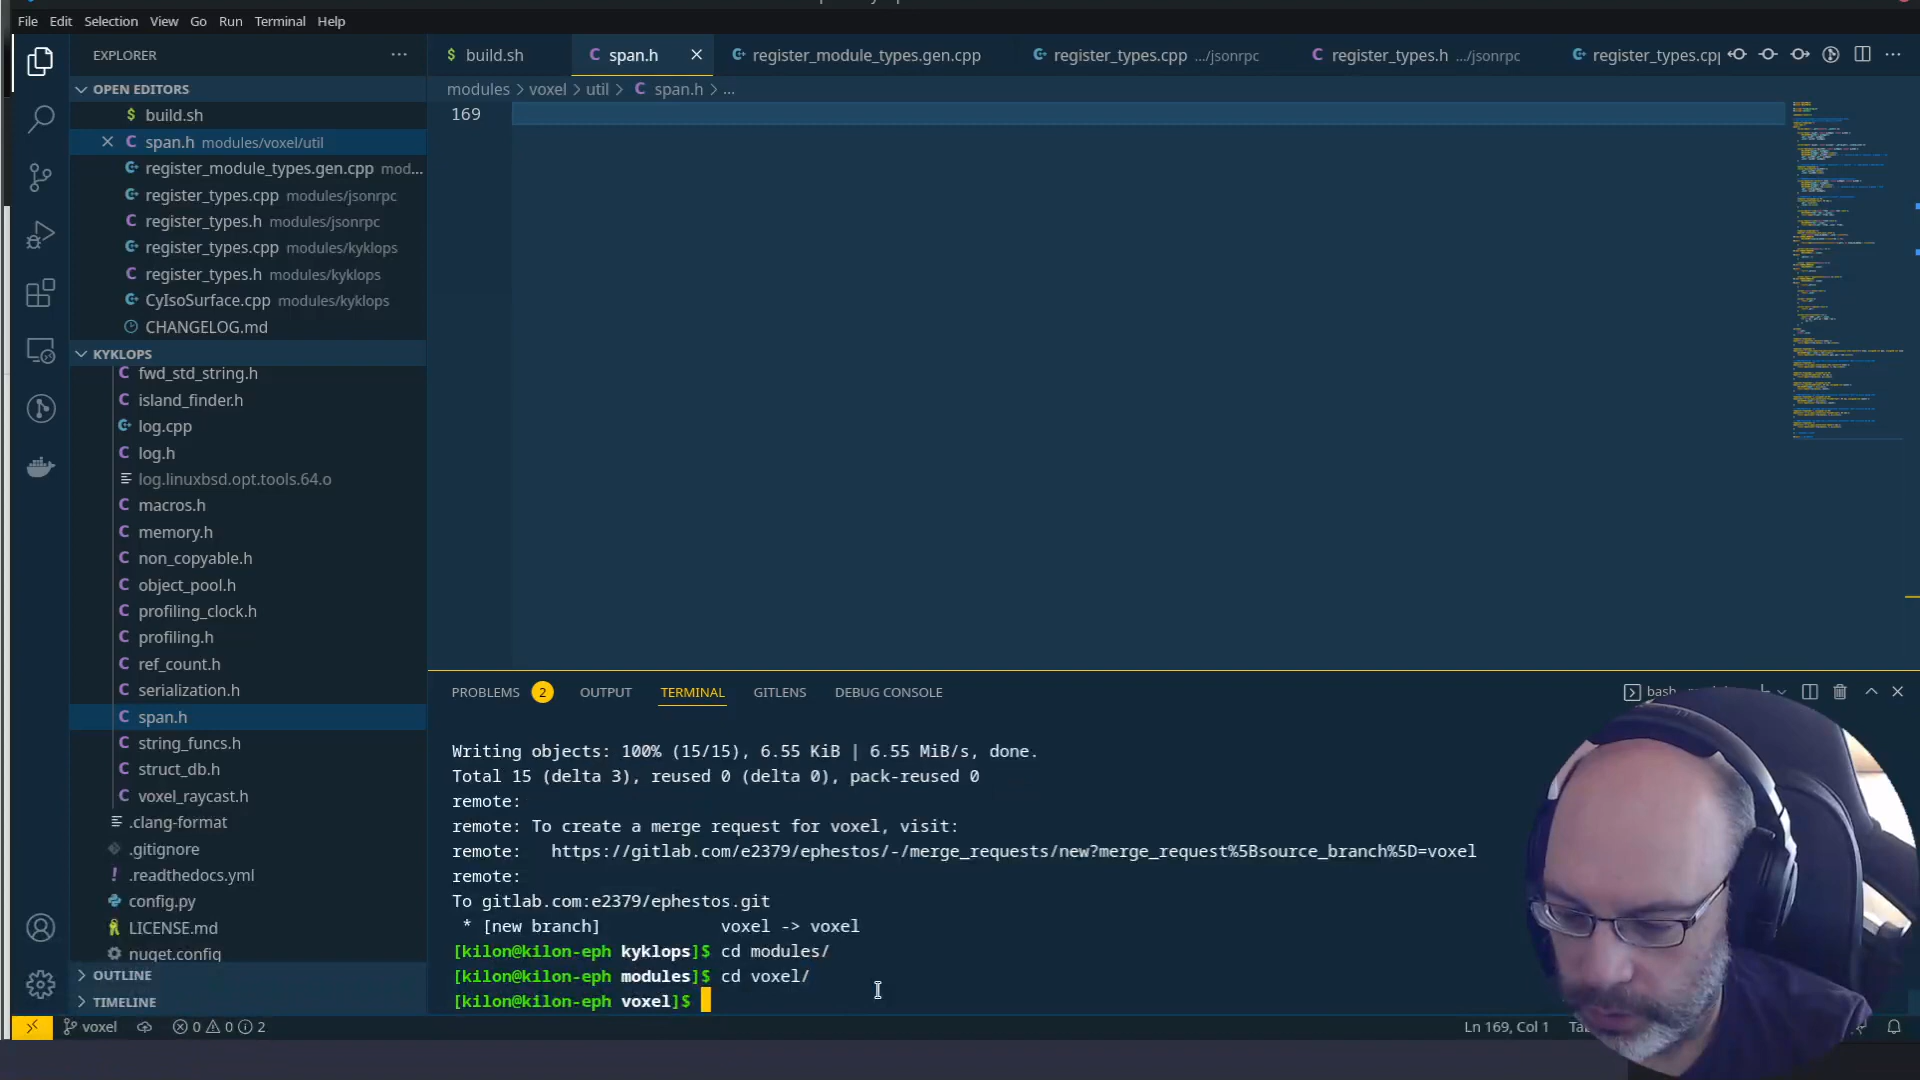 File Edit Selection View Go Run Terminal Help
EXPLORER
build.sh
span.h
register_module_types.gen.cpp
register_types.cpp .../jsonrpc
register_types.h .../jsonrpc
register_types.cpp
OPEN EDITORS
build.sh
span.h modules/voxel/util
register_module_types.gen.cpp mod...
register_types.cpp modules/jsonrpc
register_types.h modules/jsonrpc
register_types.cpp modules/kyklops
register_types.h modules/kyklops
CyIsoSurface.cpp modules/kyklops
CHANGELOG.md
KYKLOPS
fwd_std_string.h
island_finder.h
log.cpp
log.h
log.linuxbsd.opt.tools.64.o
macros.h
memory.h
non_copyable.h
object_pool.h
profiling_clock.h
profiling.h
ref_count.h
serialization.h
span.h
string_funcs.h
struct_db.h
voxel_raycast.h
.clang-format
.gitignore
.readthedocs.yml
config.py
LICENSE.md
nuget.config
OUTLINE
TIMELINE
modules > voxel > util > C span.h > ...
169
PROBLEMS 2 OUTPUT TERMINAL GITLENS DEBUG CONSOLE
bash
Writing objects: 100% (15/15), 6.55 KiB | 6.55 MiB/s, done.
Total 15 (delta 3), reused 0 (delta 0), pack-reused 0
remote:
remote: To create a merge request for voxel, visit:
remote:   https://gitlab.com/e2379/ephestos/-/merge_requests/new?merge_request%5Bsource_branch%5D=voxel
remote:
To gitlab.com:e2379/ephestos.git
 * [new branch]            voxel -> voxel
[kilon@kilon-eph kyklops]$ cd modules/
[kilon@kilon-eph modules]$ cd voxel/
[kilon@kilon-eph voxel]$
voxel 0 0 2
Ln 169, Col 1